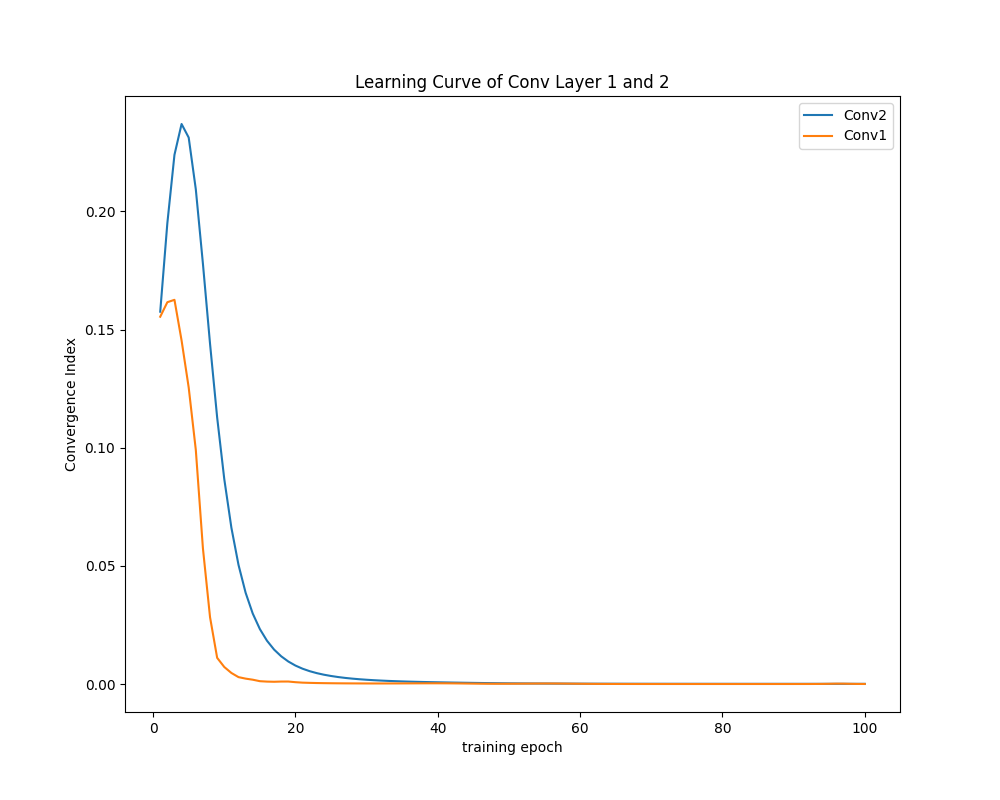 Learning Curve of Conv Layer 1 and 2
Conv2
Conv1
Convergence Index
0.20
0.15
0.10
0.05
0.00
0 20 40 60 80 100
training epoch